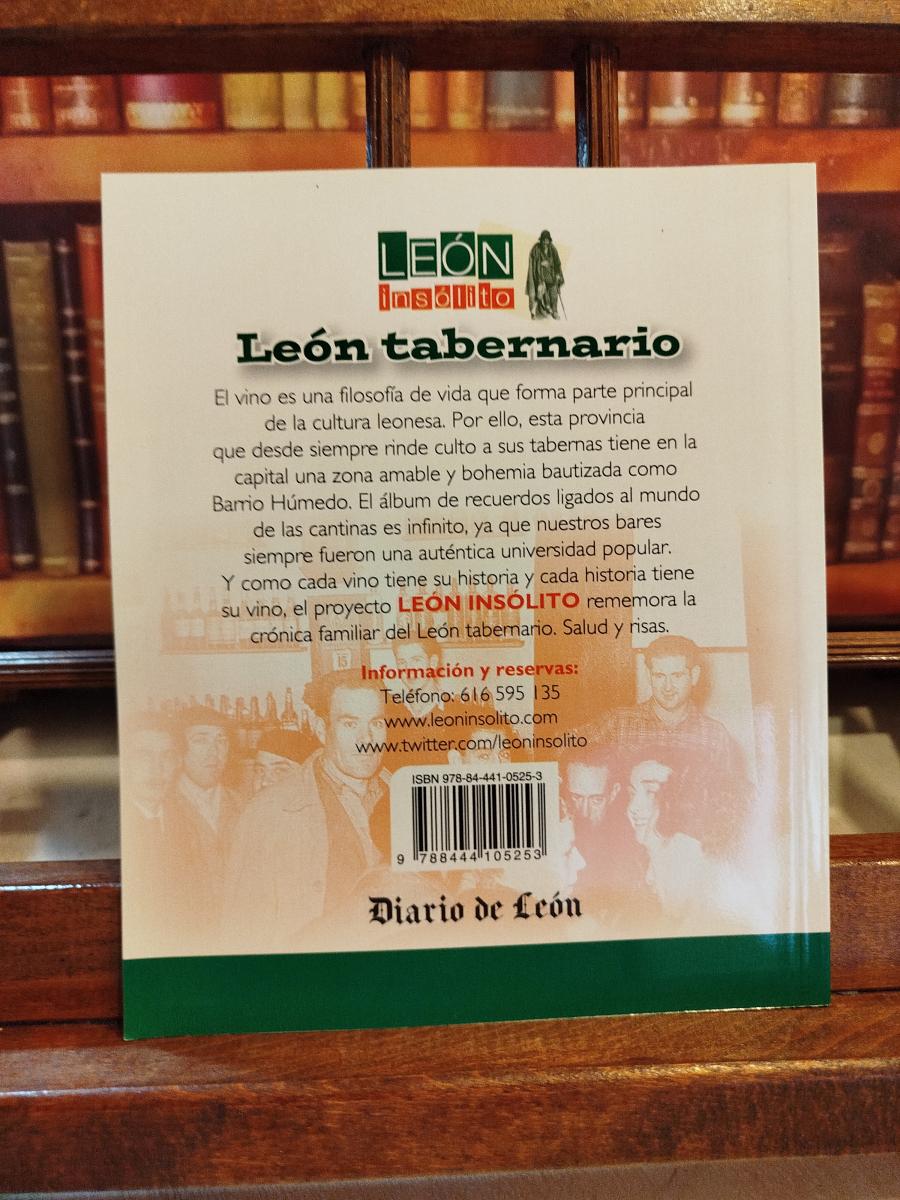 LEÓN
insólito
León tabernario
El vino es una filosofía de vida que forma parte principal
de la cultura leonesa. Por ello, esta provincia
que desde siempre rinde culto a sus tabernas tiene en la
capital una zona amable y bohemia bautizada como
Barrio Húmedo. El álbum de recuerdos ligados al mundo
de las cantinas es infinito, ya que nuestros bares
siempre fueron una auténtica universidad popular.
Y como cada vino tiene su historia y cada historia tiene
su vino, el proyecto LEÓN INSÓLITO rememora la
crónica familiar del León tabernario. Salud y risas.
15
Información y reservas:
Teléfono: 616 595 135
www.leoninsolito.com
www.twitter.com/leoninsolito
ISBN 978-84-441-0525-3
9 788444 105253
Diario de León